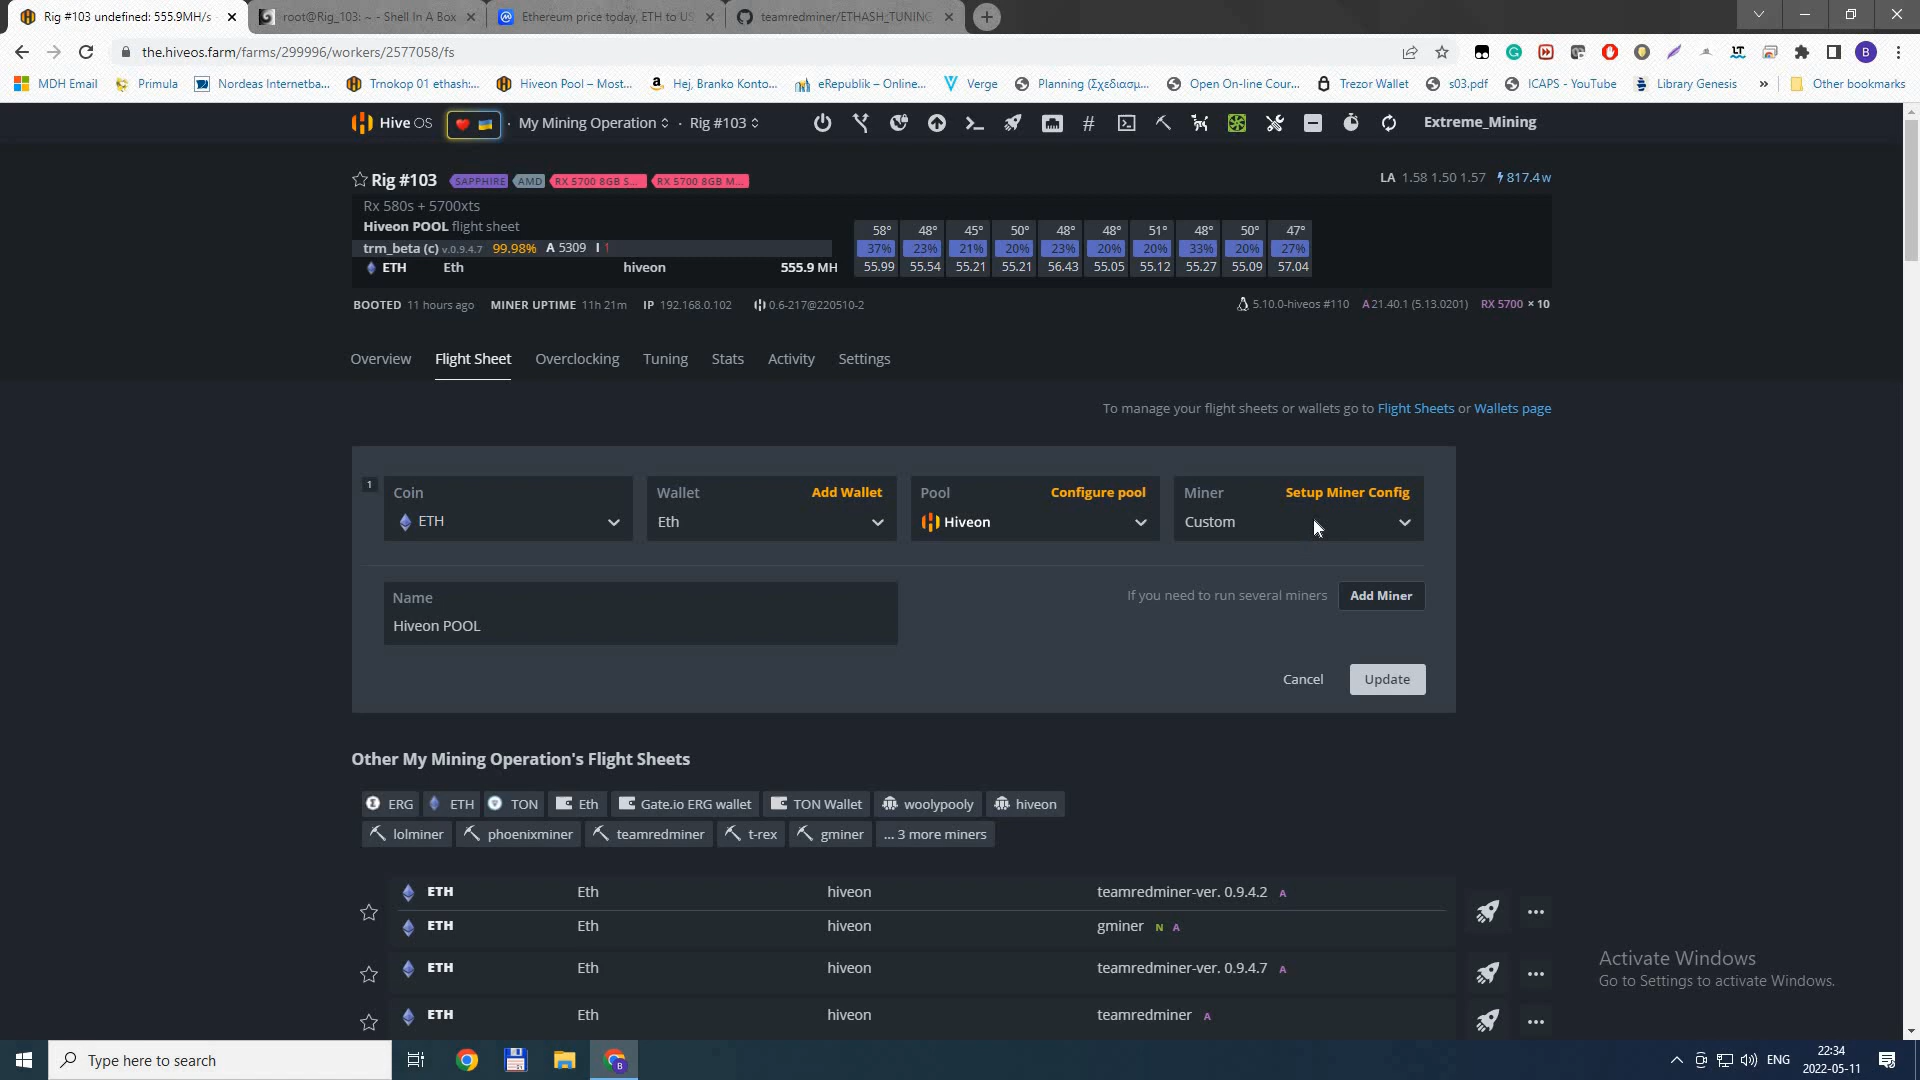 Rig #103 undefined: 555.9MH/s
root@Rig_103: ~ - Shell In A Box
Ethereum price today, ETH to US
teamredminer/ETHASH_TUNING
the.hiveos.farm/farms/299996/workers/2577058/fs
B
MDH Email
Primula
Nordeas Internetba...
Trnokop 01 ethash:...
Hiveon Pool – Most...
Hej, Branko Konto...
eRepublik – Online...
Verge
Planning (Σχεδιασμ...
Open On-line Cour...
Trezor Wallet
s03.pdf
ICAPS - YouTube
Library Genesis
»
Other bookmarks
Hive OS
· My Mining Operation
· Rig #103
Extreme_Mining
Rig #103
SAPPHIRE
AMD
RX 5700 8GB S...
RX 5700 8GB M...
LA 1.58 1.50 1.57 817.4 w
Rx 580s + 5700xts
Hiveon POOL flight sheet
58° 48° 45° 50° 48° 48° 51° 48° 50° 47°
trm_beta (c) v.0.9.4.7 99.98% A 5309 I 1
37% 23% 21% 20% 23% 20% 20% 33% 20% 27%
ETH Eth hiveon 555.9 MH
55.99 55.54 55.21 55.21 56.43 55.05 55.12 55.27 55.09 57.04
BOOTED 11 hours ago MINER UPTIME 11h 21m IP 192.168.0.102 0.6-217@220510-2
5.10.0-hiveos #110 A 21.40.1 (5.13.0201) RX 5700 × 10
Overview Flight Sheet Overclocking Tuning Stats Activity Settings
To manage your flight sheets or wallets go to Flight Sheets or Wallets page
1
Coin
ETH
Wallet Add Wallet
Eth
Pool Configure pool
Hiveon
Miner Setup Miner Config
Custom
Name
Hiveon POOL
If you need to run several miners Add Miner
Cancel Update
Other My Mining Operation's Flight Sheets
ERG ETH TON Eth Gate.io ERG wallet TON Wallet woolypooly hiveon
lolminer phoenixminer teamredminer t-rex gminer ... 3 more miners
ETH Eth hiveon teamredminer-ver. 0.9.4.2 A
ETH Eth hiveon gminer N A
ETH Eth hiveon teamredminer-ver. 0.9.4.7 A
ETH Eth hiveon teamredminer A
Activate Windows
Go to Settings to activate Windows.
Type here to search
B
ENG
22:34
2022-05-11